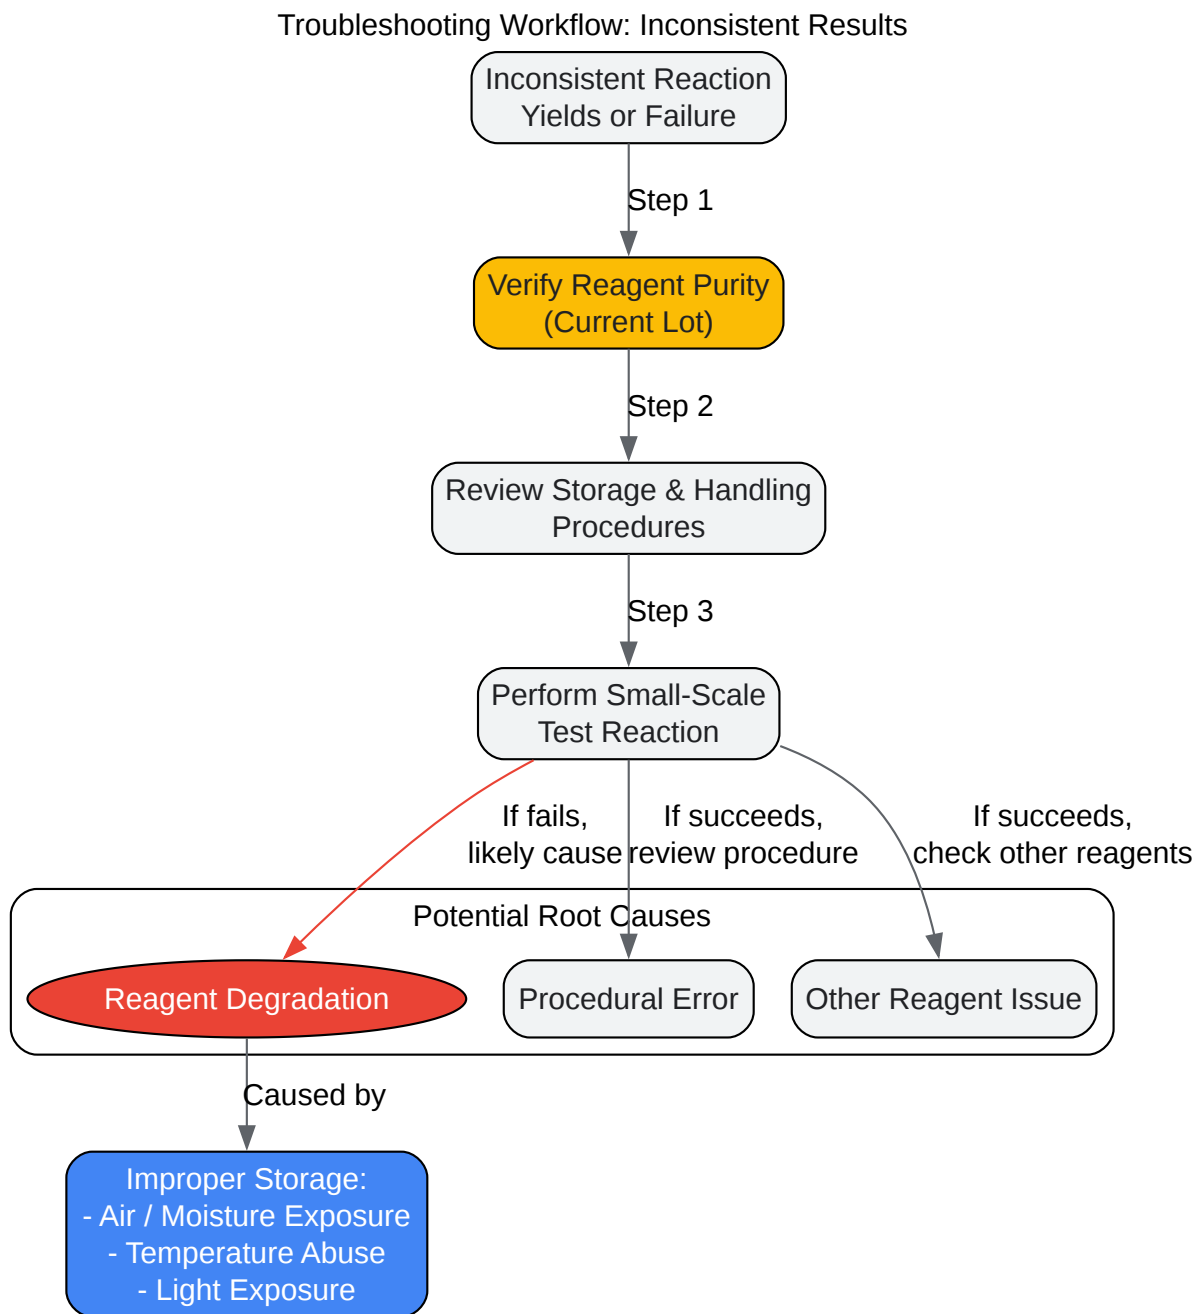 Troubleshooting Workflow: Inconsistent Results
Inconsistent Reaction
Yields or Failure
Step 1
Verify Reagent Purity
(Current Lot)
Step 2
Review Storage & Handling
Procedures
Step 3
Perform Small-Scale
Test Reaction
If fails,
likely cause
If succeeds,
review procedure
If succeeds,
check other reagents
Potential Root Causes
Reagent Degradation
Procedural Error
Other Reagent Issue
Caused by
Improper Storage:
- Air / Moisture Exposure
- Temperature Abuse
- Light Exposure